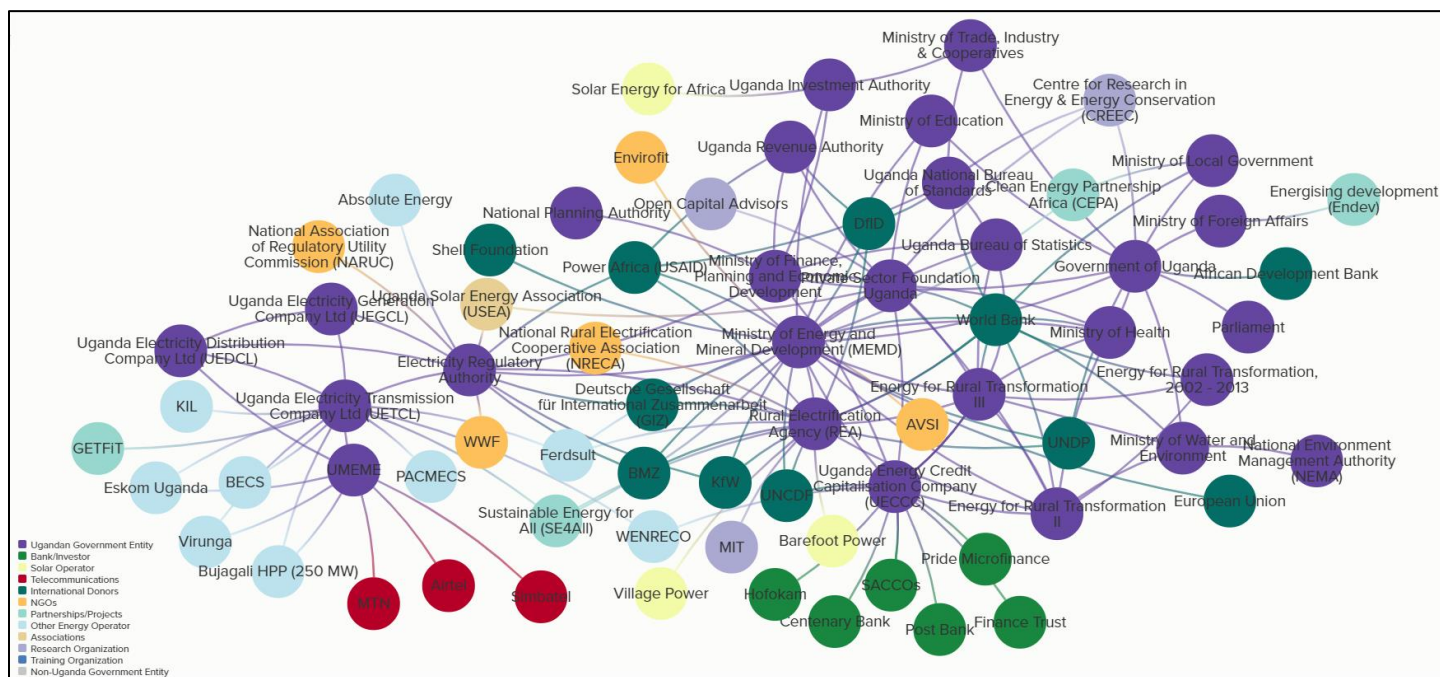 Ministry of Trade, Industry
& Cooperatives
Solar Energy for Africa
Uganda Investment Authority
Centre for Research in
Energy & Energy Conservation
(CREEC)
Ministry of Education
Envirofit
Uganda Revenue Authority
Ministry of Local Government
Absolute Energy
Open Capital Advisors
Uganda National Bureau
of Standards
Clean Energy Partnership
Africa (CEPA)
Energising development
(Endev)
National Planning Authority
DfID
Ministry of Foreign Affairs
National Association
of Regulatory Utility
Commission (NARUC)
Shell Foundation
Uganda Bureau of Statistics
Power Africa (USAID)
Ministry of Finance,
Planning and Economic
Development
Private Sector Foundation
Uganda
Government of Uganda
African Development Bank
Uganda Electricity Generation
Company Ltd (UEGCL)
Uganda Solar Energy Association
(USEA)
World Bank
Ministry of Health
Parliament
Uganda Electricity Distribution
Company Ltd (UEDCL)
National Rural Electrification
Cooperative Association
(NRECA)
Ministry of Energy and
Mineral Development (MEMD)
Electricity Regulatory
Authority
Energy for Rural Transformation,
2002 - 2013
Deutsche Gesellschaft
für International Zusammenarbeit
(GIZ)
Energy for Rural Transformation
III
KIL
Uganda Electricity Transmission
Company Ltd (UETCL)
Rural Electrification
Agency (REA)
AVSI
GETFiT
WWF
Ferdsult
UNDP
Ministry of Water and
Environment
National Environment
Management Authority
(NEMA)
UMEME
PACMECS
BMZ
KfW
UNCDF
Uganda Energy Credit
Capitalisation Company
(UECCC)
Eskom Uganda
BECS
European Union
Energy for Rural Transformation
II
Sustainable Energy for
All (SE4All)
Virunga
WENRECO
MIT
Barefoot Power
Pride Microfinance
Bujagali HPP (250 MW)
MTN
Airtel
Simbatel
Village Power
Hofokam
SACCOs
Centenary Bank
Post Bank
Finance Trust
Ugandan Government Entity
Bank/Investor
Solar Operator
Telecommunications
International Donors
NGOs
Partnerships/Projects
Other Energy Operator
Associations
Research Organization
Training Organization
Non-Uganda Government Entity